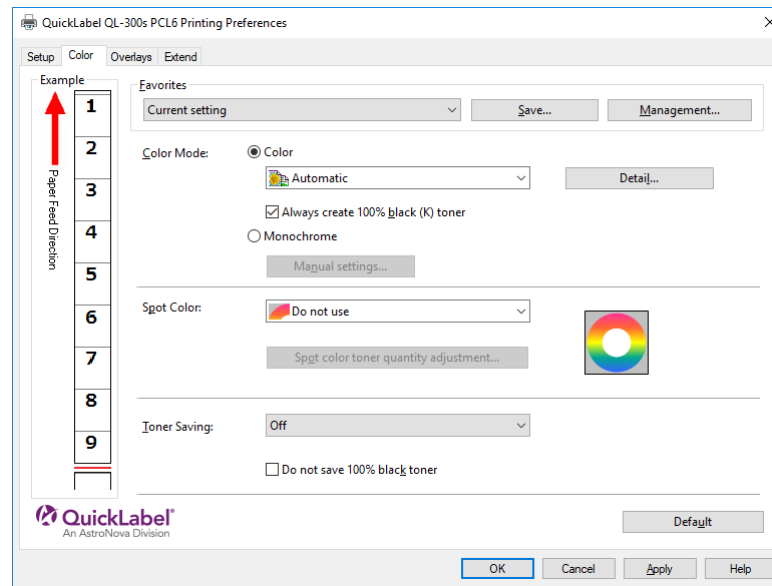 QuickLabel QL-300s PCL6 Printing Preferences
Setup Color Overlays Extend
Example
Paper Feed Direction
1
2
3
4
5
6
7
8
9
Favorites
Current setting Save... Management...
Color Mode: Color
Automatic Detail...
Always create 100% black (K) toner
Monochrome
Manual settings...
Spot Color: Do not use
Spot color toner quantity adjustment...
Toner Saving: Off
Do not save 100% black toner
QuickLabel®
An AstroNova Division
Default
OK Cancel Apply Help